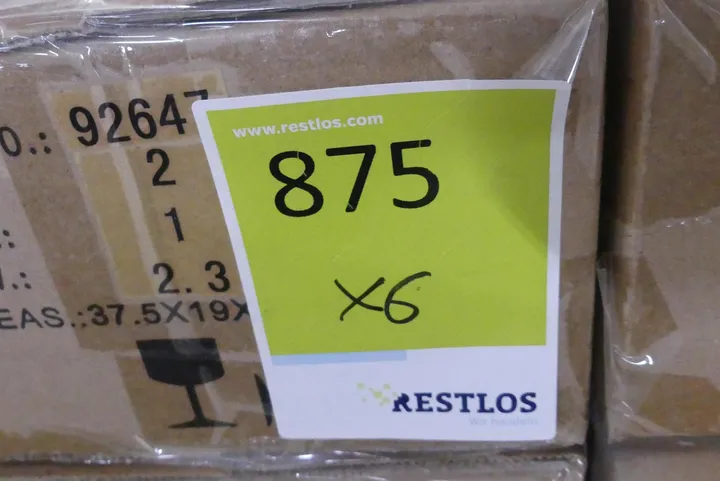 O.: 92647
2
1
2.3
EAS.:37.5X19X
www.restlos.com
875
x6
RESTLOS